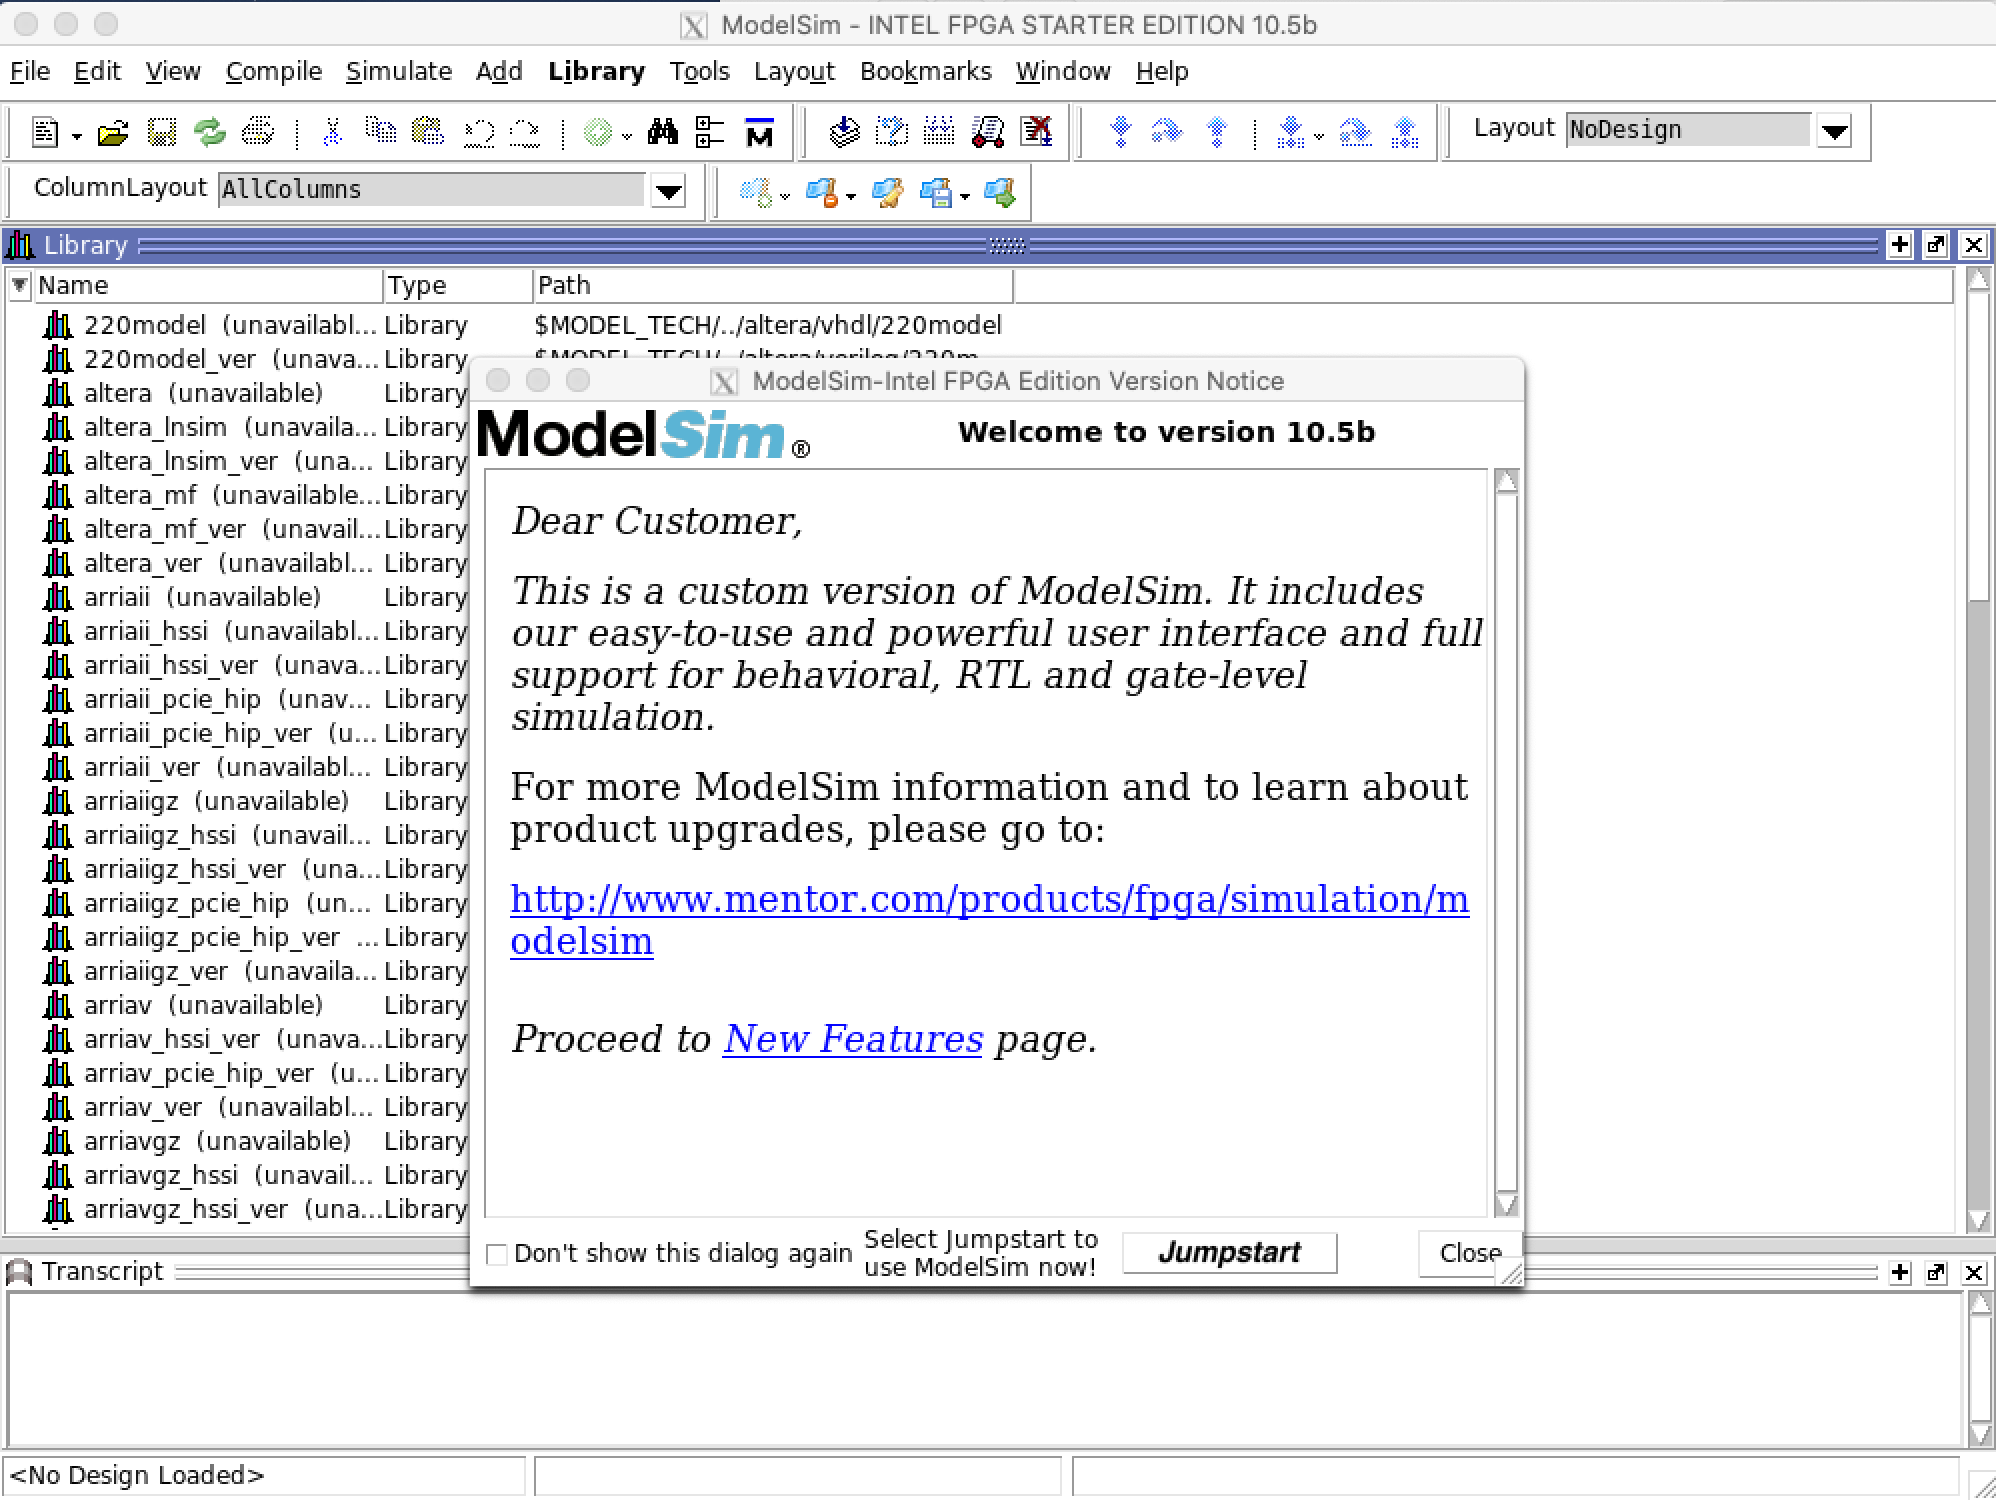 ModelSim - INTEL FPGA STARTER EDITION 10.5b
File Edit View Compile Simulate Add Library Tools Layout Bookmarks Window Help
Layout NoDesign
ColumnLayout AllColumns
Library
Name Type Path
220model (unavailabl... Library $MODEL_TECH/../altera/vhdl/220model
220model_ver (unava... Library $MODEL_TECH/../altera/verilog/220m...
altera (unavailable) Library
altera_lnsim (unavaila... Library
altera_lnsim_ver (una... Library
altera_mf (unavailable... Library
altera_mf_ver (unavail... Library
altera_ver (unavailabl... Library
arriaii (unavailable) Library
arriaii_hssi (unavailabl... Library
arriaii_hssi_ver (unava... Library
arriaii_pcie_hip (unav... Library
arriaii_pcie_hip_ver (u... Library
arriaii_ver (unavailabl... Library
arriaiigz (unavailable) Library
arriaiigz_hssi (unavail... Library
arriaiigz_hssi_ver (una... Library
arriaiigz_pcie_hip (un... Library
arriaiigz_pcie_hip_ver ... Library
arriaiigz_ver (unavaila... Library
arriav (unavailable) Library
arriav_hssi_ver (unava... Library
arriav_pcie_hip_ver (u... Library
arriav_ver (unavailabl... Library
arriavgz (unavailable) Library
arriavgz_hssi (unavail... Library
arriavgz_hssi_ver (una... Library
ModelSim-Intel FPGA Edition Version Notice
ModelSim® Welcome to version 10.5b
Dear Customer,
This is a custom version of ModelSim. It includes
our easy-to-use and powerful user interface and full
support for behavioral, RTL and gate-level
simulation.
For more ModelSim information and to learn about
product upgrades, please go to:
http://www.mentor.com/products/fpga/simulation/m
odelsim
Proceed to New Features page.
Don't show this dialog again
Select Jumpstart to
use ModelSim now!
Jumpstart
Close
Transcript
<No Design Loaded>